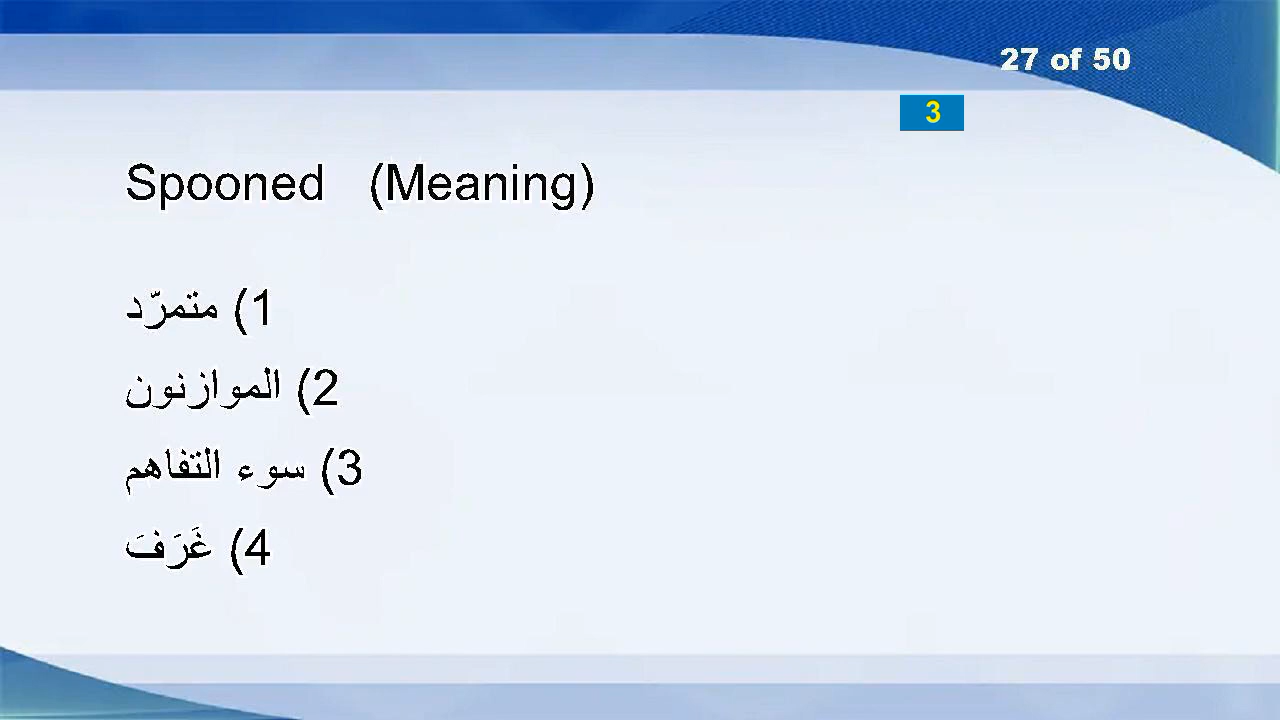 27 of 50
3
Spooned (Meaning)
1) متمرّد
2) الموازنون
3) سوء التفاهم
4) غَرَفَ